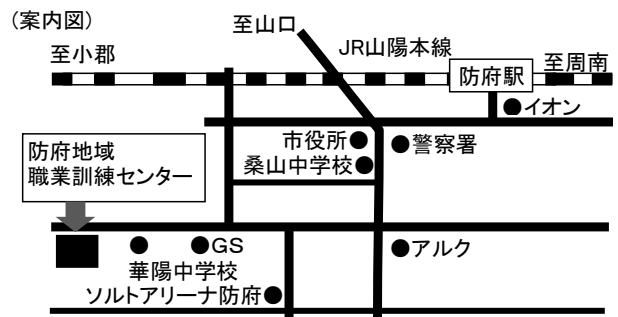 (案内図)
至山口
至小郡
JR山陽本線
至周南
防府駅
●イオン
市役所●
●警察署
桑山中学校●
防府地域
職業訓練センター
●GS
華陽中学校
●アルク
ソルトアリーナ防府●